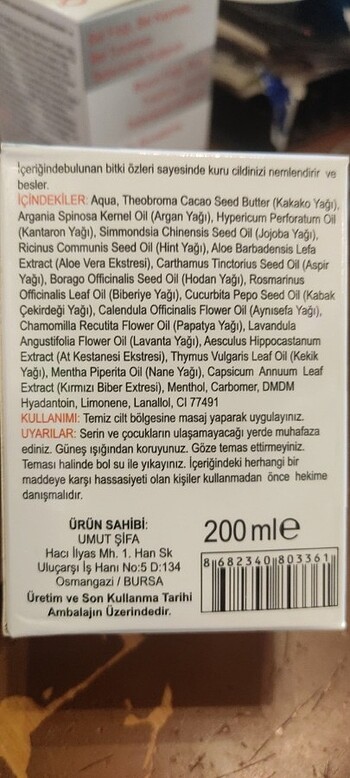 İçeriğindebulunan bitki özleri sayesinde kuru cildinizi nemlendirir ve
besler.
İÇİNDEKİLER: Aqua, Theobroma Cacao Seed Butter (Kakako Yağı),
Argania Spinosa Kernel Oil (Argan Yağı), Hypericum Perforatum Oil
(Kantaron Yağı), Simmondsia Chinensis Seed Oil (Jojoba Yağı),
Ricinus Communis Seed Oil (Hint Yağı), Aloe Barbadensis Lefa
Extract (Aloe Vera Ekstresi), Carthamus Tinctorius Seed Oil (Aspir
Yağı), Borago Officinalis Seed Oil (Hodan Yağı), Rosmarinus
Officinalis Leaf Oil (Biberiye Yağı), Cucurbita Pepo Seed Oil (Kabak
Çekirdeği Yağı), Calendula Officinalis Flower Oil (Aynısefa Yağı),
Chamomilla Recutita Flower Oil (Papatya Yağı), Lavandula
Angustifolia Flower Oil (Lavanta Yağı), Aesculus Hippocastanum
Extract (At Kestanesi Ekstresi), Thymus Vulgaris Leaf Oil (Kekik
Yağı), Mentha Piperita Oil (Nane Yağı), Capsicum Annuum Leaf
Extract (Kırmızı Biber Extresi), Menthol, Carbomer, DMDM
Hyadantoin, Limonene, Lanallol, CI 77491
KULLANIMI: Temiz cilt bölgesine masaj yaparak uygulayınız.
UYARILAR: Serin ve çocukların ulaşamayacağı yerde muhafaza
ediniz. Güneş ışığından koruyunuz. Göze temas ettirmeyiniz.
Teması halinde bol su ile yıkayınız. İçeriğindeki herhangi bir
maddeye karşı hassasiyeti olan kişiler kullanmadan önce hekime
danışmalıdır.
ÜRÜN SAHİBİ:
UMUT ŞİFA
Hacı İlyas Mh. 1. Han Sk
Uluçarşı İş Hanı No:5 D:134
Osmangazi / BURSA
Üretim ve Son Kullanma Tarihi
Ambalajın Üzerindedir.
200 ml e
8 682340 803361